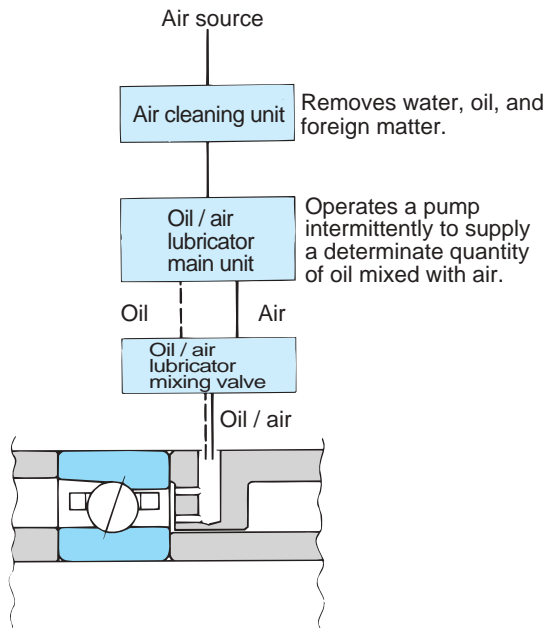 Air source
Air cleaning unit
Removes water, oil, and
foreign matter.
Oil / air
lubricator
main unit
Operates a pump
intermittently to supply
a determinate quantity
of oil mixed with air.
Oil
Air
Oil / air
lubricator
mixing valve
Oil / air